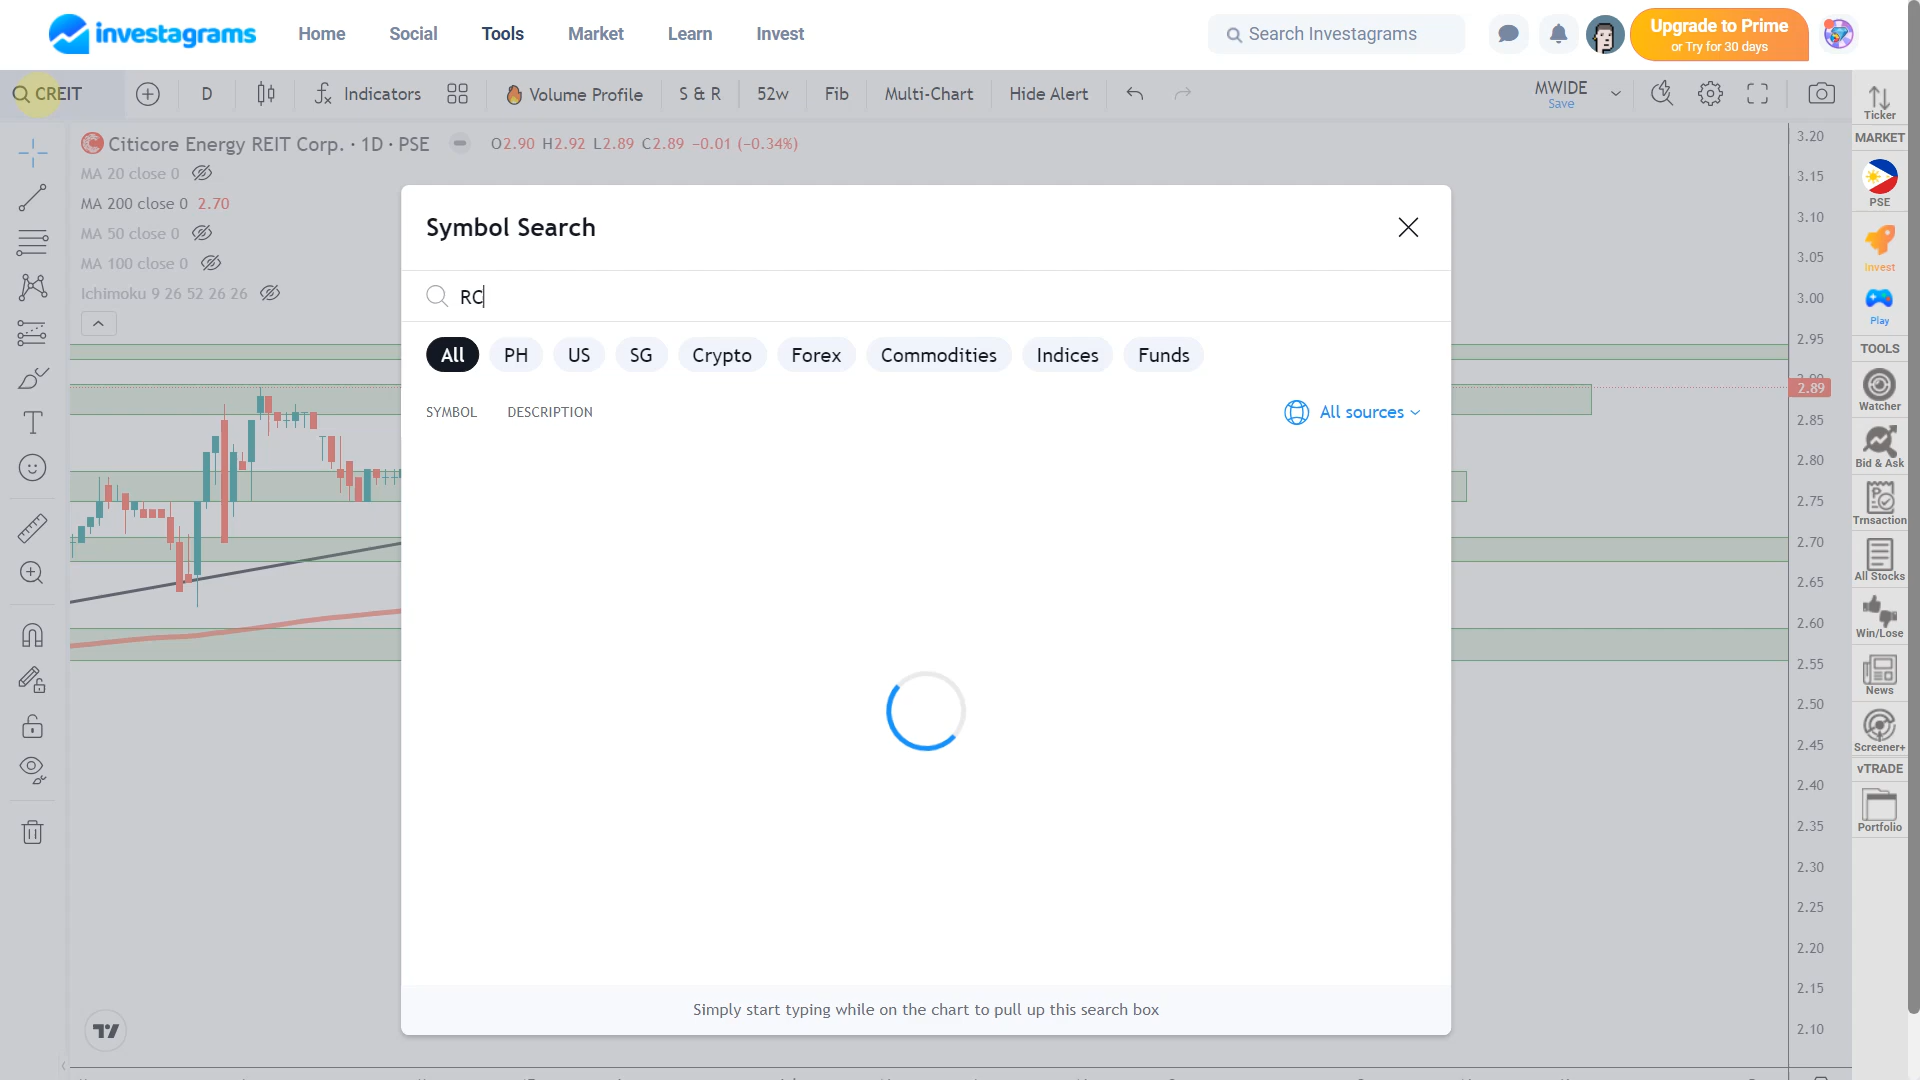 investagrams
Home Social Tools Market Learn Invest
Search Investagrams
Upgrade to Prime
or Try for 30 days
CREIT
D
Indicators
Volume Profile
S & R
52w
Fib
Multi-Chart
Hide Alert
MWIDE
Save
Citicore Energy REIT Corp. · 1D · PSE
O2.90 H2.92 L2.89 C2.89 −0.01 (−0.34%)
MA 20 close 0
MA 200 close 0 2.70
MA 50 close 0
MA 100 close 0
Ichimoku 9 26 52 26 26
Symbol Search
RC
All PH US SG Crypto Forex Commodities Indices Funds
SYMBOL DESCRIPTION
All sources
Simply start typing while on the chart to pull up this search box
3.20
3.15
3.10
3.05
3.00
2.95
2.89
2.85
2.80
2.75
2.70
2.65
2.60
2.55
2.50
2.45
2.40
2.35
2.30
2.25
2.20
2.15
2.10
Ticker
MARKET
PSE
Invest
Play
TOOLS
Watcher
Bid & Ask
Trnsaction
All Stocks
Win/Lose
News
Screener+
vTRADE
Portfolio